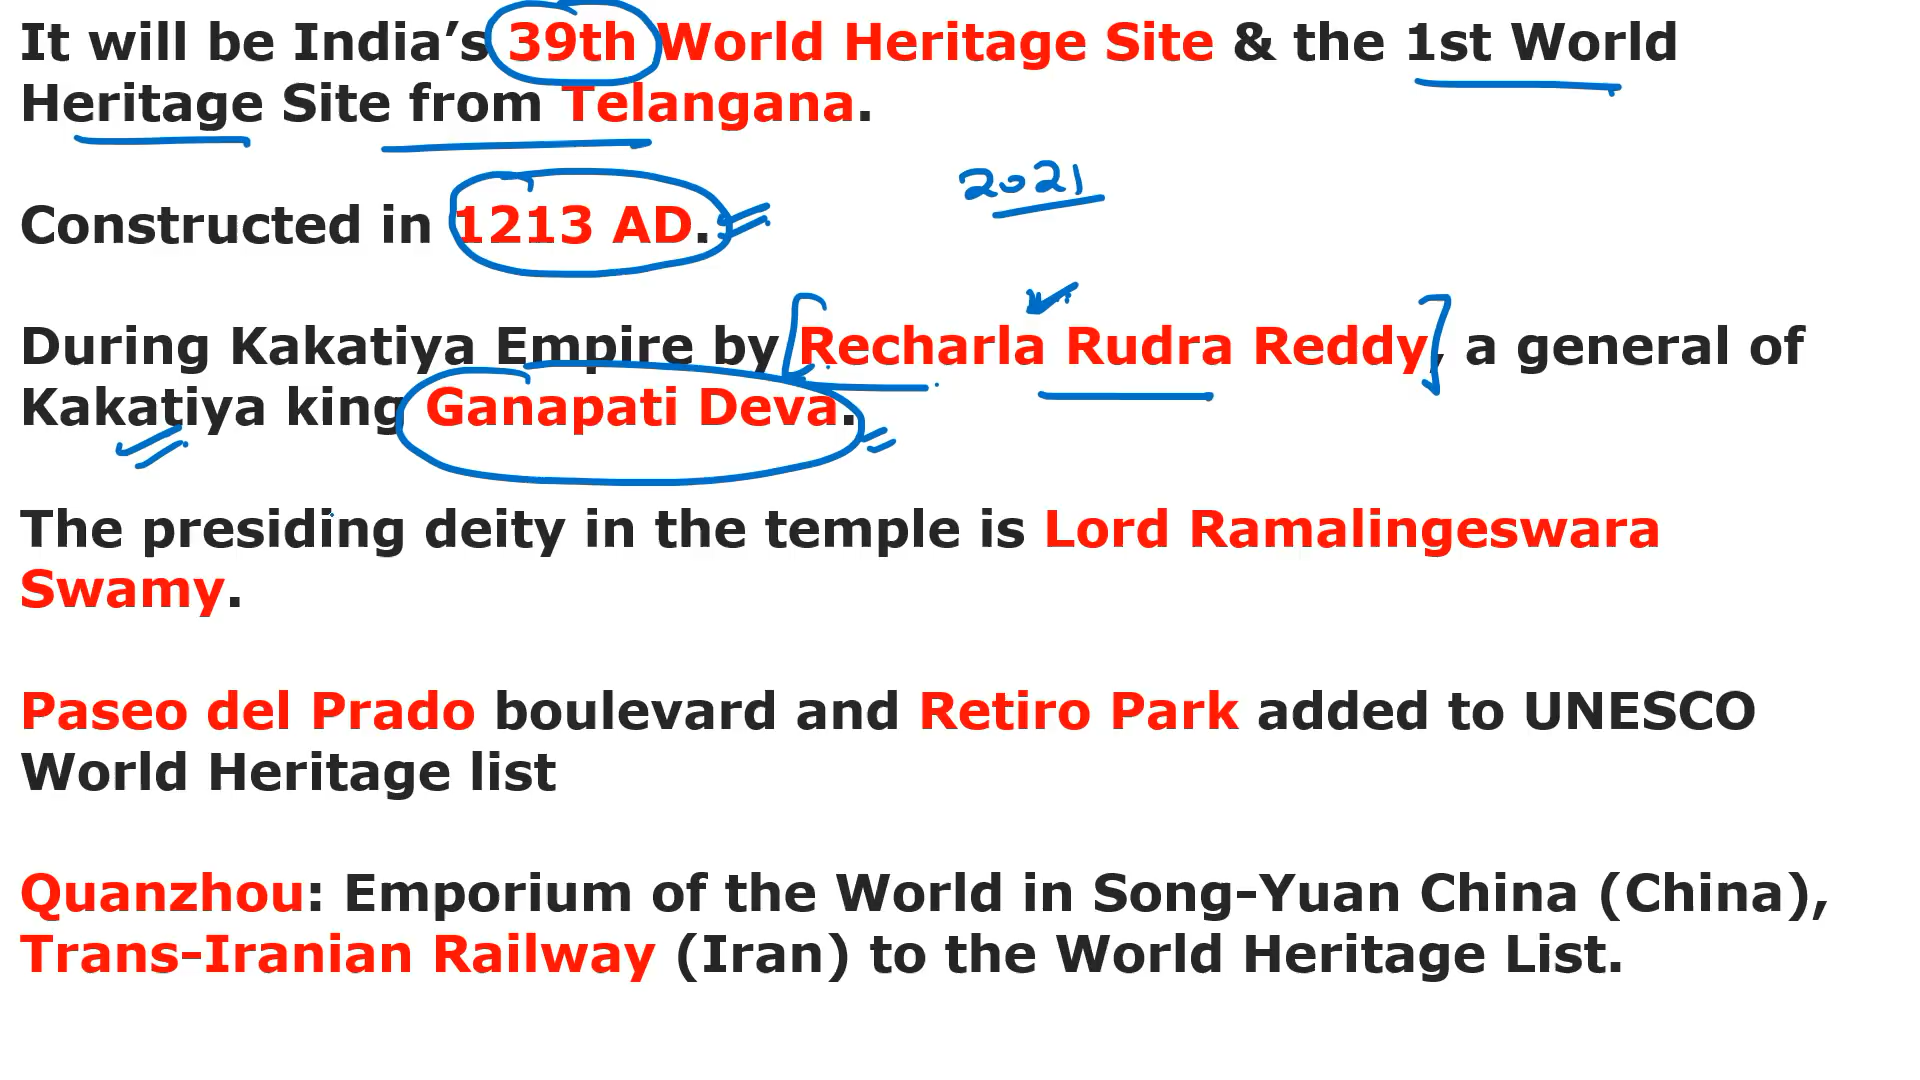 It will be India’s 39th World Heritage Site & the 1st World
Heritage Site from Telangana.
2021
Constructed in 1213 AD.
During Kakatiya Empire by Recharla Rudra Reddy, a general of
Kakatiya king Ganapati Deva.
The presiding deity in the temple is Lord Ramalingeswara
Swamy.
Paseo del Prado boulevard and Retiro Park added to UNESCO
World Heritage list
Quanzhou: Emporium of the World in Song-Yuan China (China),
Trans-Iranian Railway (Iran) to the World Heritage List.